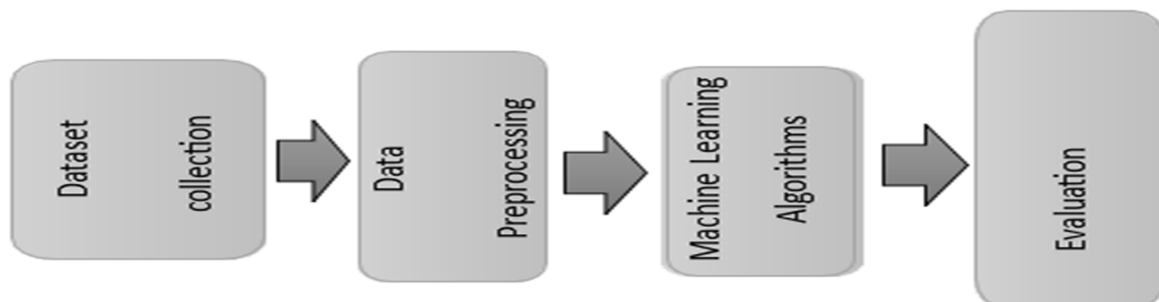 Dataset
collection
Data
Preprocessing
Machine Learning
Algorithms
Evaluation